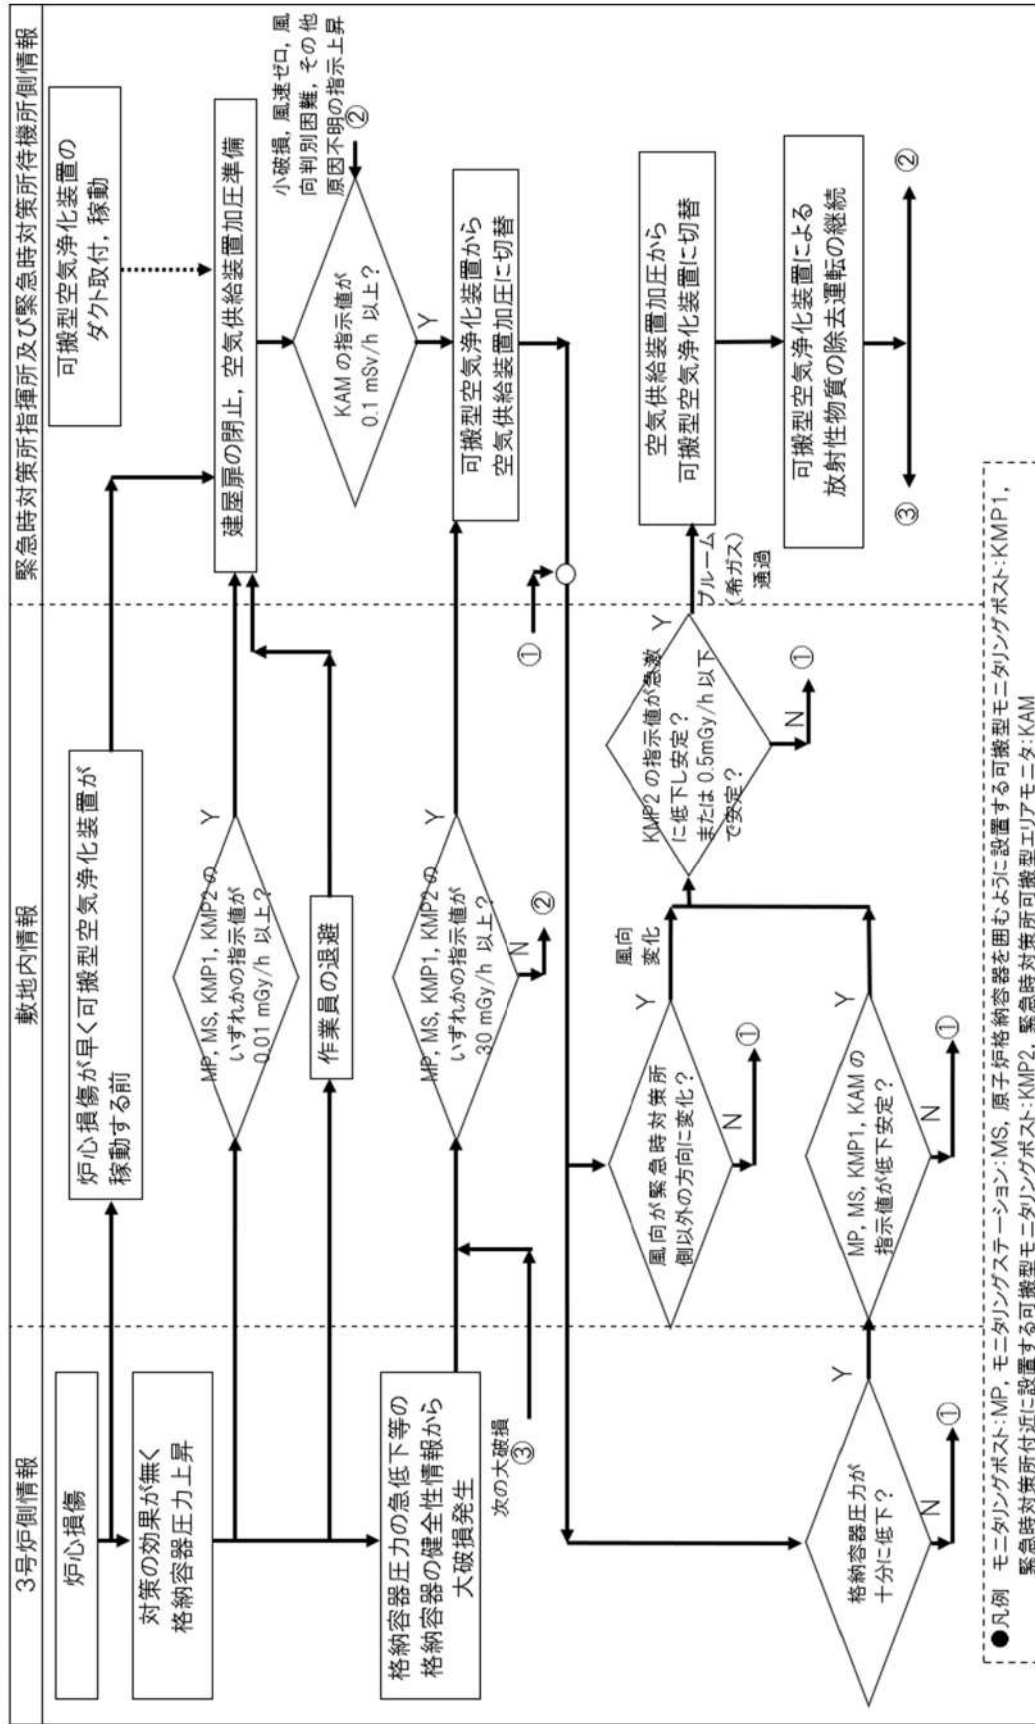 3号炉側情報
敷地内情報
緊急時対策所指揮所及び緊急時対策所待機所側情報
炉心損傷
炉心損傷が早く可搬型空気浄化装置が
稼動する前
可搬型空気浄化装置の
ダクト取付，稼動
対策の効果が無く
格納容器圧力上昇
MP, MS, KMP1, KMP2の
いずれかの指示値が
0.01 mGy/h 以上？
Y
建屋扉の閉止，空気供給装置加圧準備
作業員の退避
小破損，風速ゼロ，風
向判別困難，その他
原因不明の指示上昇
②
KAM の指示値が
0.1 mSv/h 以上？
Y
格納容器圧力の急低下等の
格納容器の健全性情報から
大破損発生
MP, MS, KMP1, KMP2の
いずれかの指示値が
30 mGy/h 以上？
Y
N
②
可搬型空気浄化装置から
空気供給装置加圧に切替
次の大破損
③
①
風向が緊急時対策所
側以外の方向に変化？
Y
風向
変化
N
①
KMP2 の指示値が急激
に低下し安定？
または 0.5mGy/h 以下
で安定？
Y
N
①
プルーム
（希ガス）
通過
空気供給装置加圧から
可搬型空気浄化装置に切替
格納容器圧力が
十分に低下？
Y
N
①
MP, MS, KMP1, KAM の
指示値が低下安定？
Y
N
①
可搬型空気浄化装置による
放射性物質の除去運転の継続
③
②
●凡例　モニタリングポスト：MP，モニタリングステーション：MS，原子炉格納容器を囲むように設置する可搬型モニタリングポスト：KMP1，
緊急時対策所付近に設置する可搬型モニタリングポスト：KMP2，緊急時対策所可搬型エリアモニタ：KAM